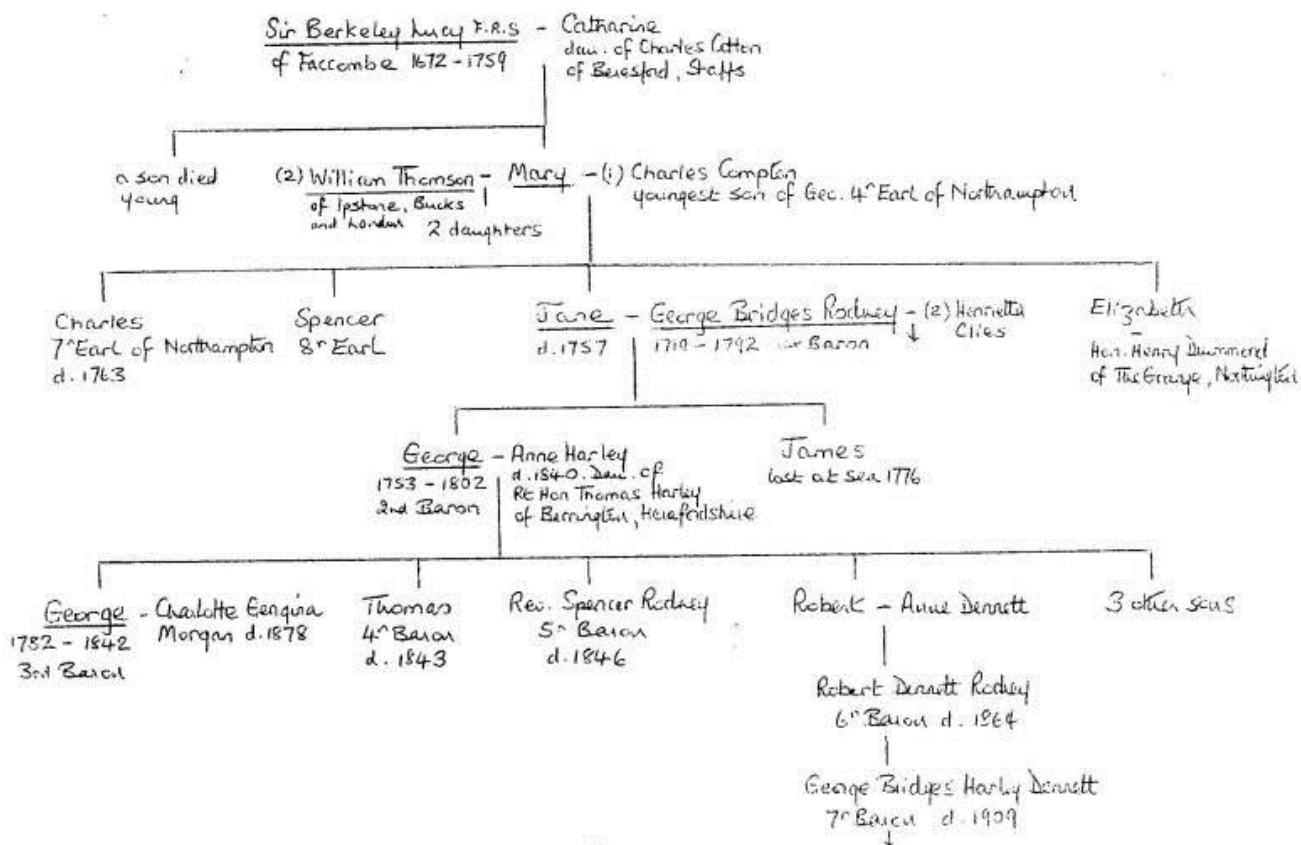 Sir Berkeley Lucy F.R.S - Catharine
of Faccombe 1672-1759
dau. of Charles Cotton
of Beresford, Staffs
a son died
young
(2) William Thomson - Mary - (1) Charles Compton
of Ipstone, Bucks
and London
2 daughters
youngest son of Geo. 4th Earl of Northampton
Charles
7th Earl of Northampton
d. 1763
Spencer
8th Earl
Jane - George Bridges Rodney - (2) Henrietta
Clies
d. 1757
1719-1792 Baron
Elizabeth
-
Hon. Henry Drummond
of The Grange, Northington
George - Anne Harley
1753-1802
2nd Baron
d. 1840. Dau. of
Rt Hon Thomas Harley
of Berrington, Herefordshire
James
lost at sea 1776
George - Charlotte Georgina
Morgan d. 1878
1782-1842
3rd Baron
Thomas
4th Baron
d. 1843
Rev. Spencer Rodney
5th Baron
d. 1846
Robert - Anne Dennett
3 other sons
Robert Dennett Rodney
6th Baron d. 1864
George Bridges Harley Dennett
7th Baron d. 1909